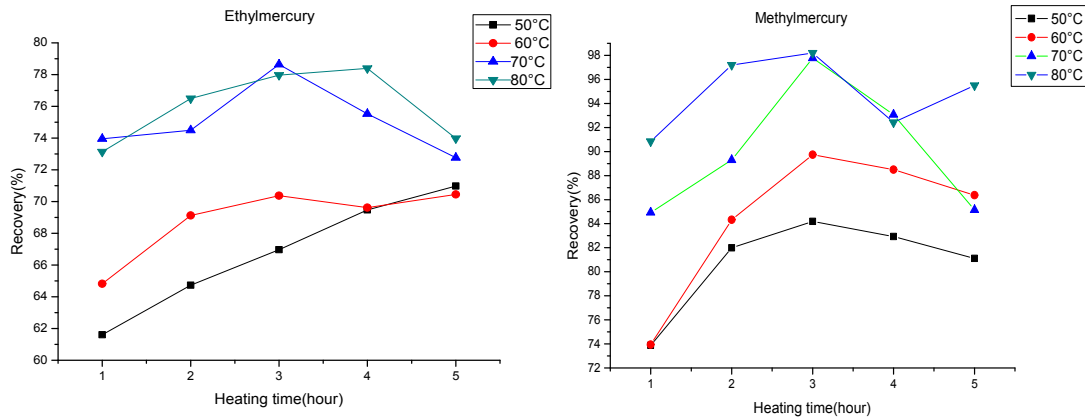 Ethylmercury
50°C
60°C
70°C
80°C
80
78
76
74
72
70
68
66
64
62
60
Recovery(%)
1 2 3 4 5
Heating time(hour)
Methylmercury
50°C
60°C
70°C
80°C
98
96
94
92
90
88
86
84
82
80
78
76
74
72
Recovery(%)
1 2 3 4 5
Heating time(hour)